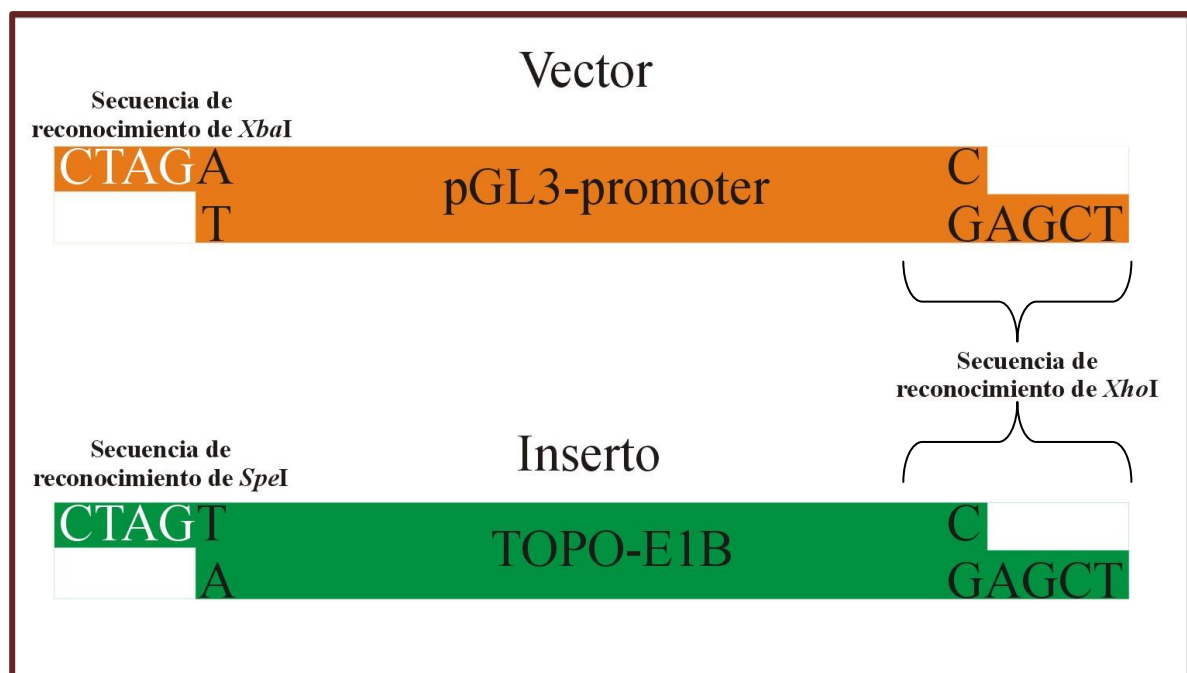 Vector
Secuencia de
reconocimiento de XbaI
CTAGA
T
pGL3-promoter
C
GAGCT
Secuencia de
reconocimiento de XhoI
Inserto
Secuencia de
reconocimiento de SpeI
CTAGT
A
TOPO-E1B
C
GAGCT